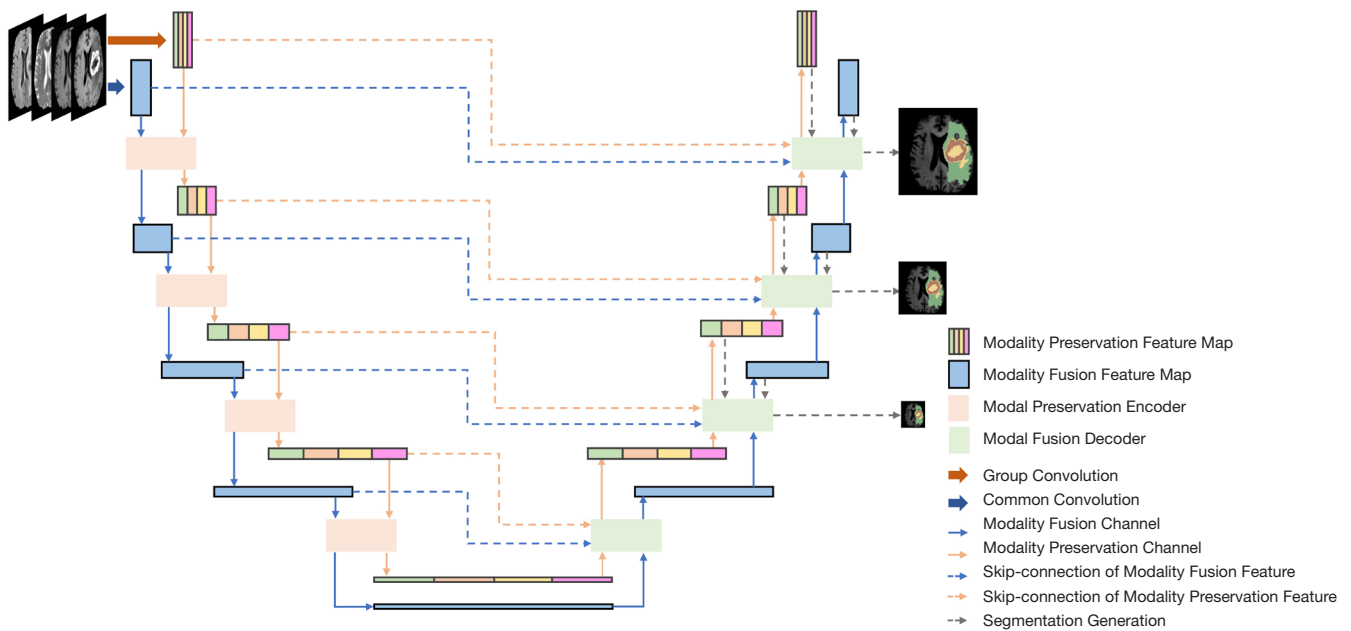 Modality Preservation Feature Map
Modality Fusion Feature Map
Modal Preservation Encoder
Modal Fusion Decoder
Group Convolution
Common Convolution
Modality Fusion Channel
Modality Preservation Channel
Skip-connection of Modality Fusion Feature
Skip-connection of Modality Preservation Feature
Segmentation Generation